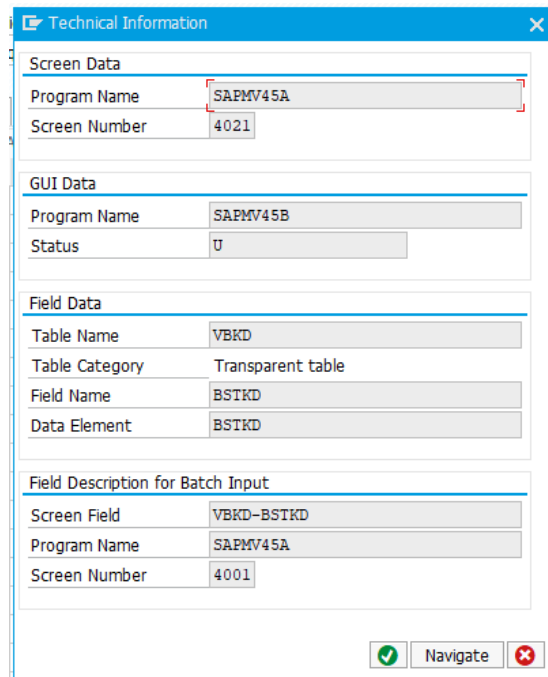 Technical Information
Screen Data
Program Name SAPMV45A
Screen Number 4021
GUI Data
Program Name SAPMV45B
Status U
Field Data
Table Name VBKD
Table Category Transparent table
Field Name BSTKD
Data Element BSTKD
Field Description for Batch Input
Screen Field VBKD-BSTKD
Program Name SAPMV45A
Screen Number 4001
Navigate